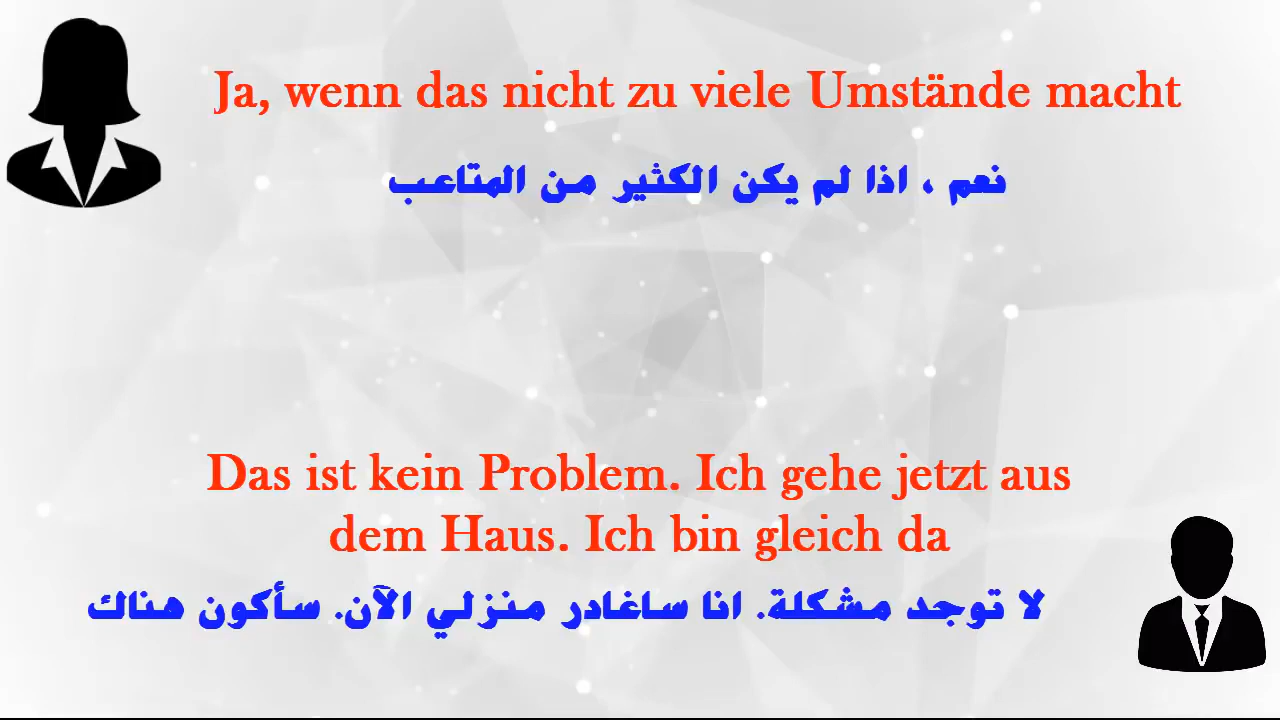 Ja, wenn das nicht zu viele Umstände macht
نعم ، اذا لم يكن الكثير من المتاعب
Das ist kein Problem. Ich gehe jetzt aus
dem Haus. Ich bin gleich da
لا توجد مشكلة. انا ساغادر منزلي الآن. سأكون هناك